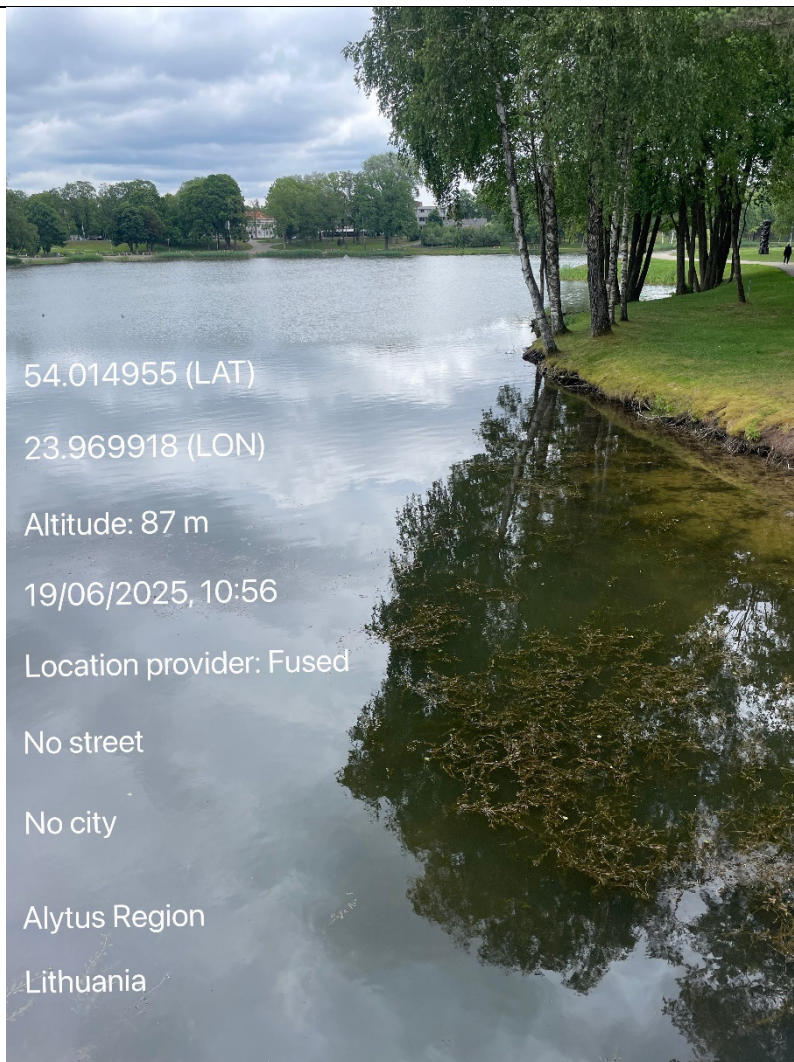 54.014955 (LAT)
23.969918 (LON)
Altitude: 87 m
19/06/2025, 10:56
Location provider: Fused
No street
No city
Alytus Region
Lithuania